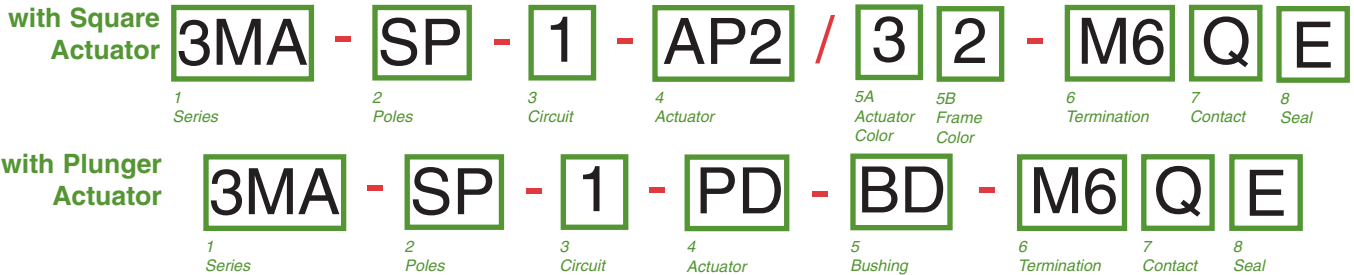 with Square
Actuator
3MA - SP - 1 - AP2 / 3 2 - M6 Q E
1 2 3 4 5A 5B 6 7 8
Series Poles Circuit Actuator Actuator Frame Termination Contact Seal
Color Color
with Plunger
Actuator
3MA - SP - 1 - PD - BD - M6 Q E
1 2 3 4 5 6 7 8
Series Poles Circuit Actuator Bushing Termination Contact Seal